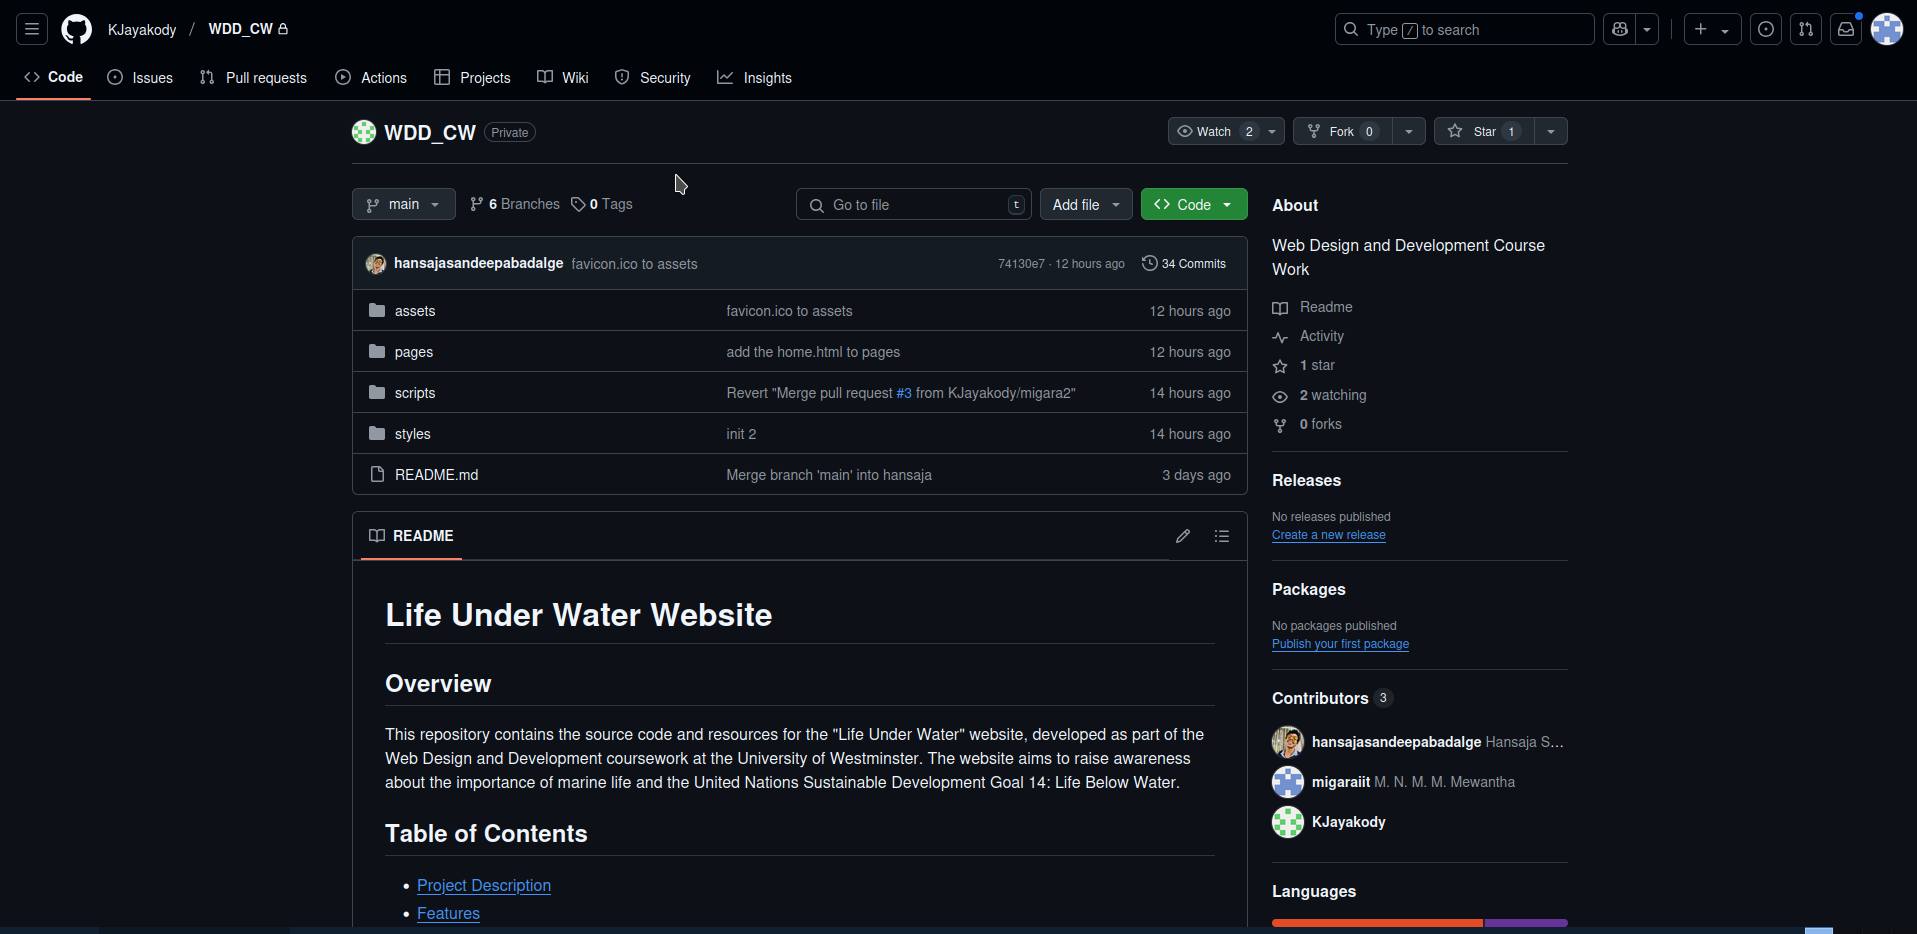 KJayakody / WDD_CW
Type / to search
Code Issues Pull requests Actions Projects Wiki Security Insights
WDD_CW Private
Watch 2 Fork 0 Star 1
main 6 Branches 0 Tags Go to file t Add file Code
hansajasandeepabadalge favicon.ico to assets 74130e7 · 12 hours ago 34 Commits
assets favicon.ico to assets 12 hours ago
pages add the home.html to pages 12 hours ago
scripts Revert "Merge pull request #3 from KJayakody/migara2" 14 hours ago
styles init 2 14 hours ago
README.md Merge branch 'main' into hansaja 3 days ago
README
Life Under Water Website
Overview
This repository contains the source code and resources for the "Life Under Water" website, developed as part of the
Web Design and Development coursework at the University of Westminster. The website aims to raise awareness
about the importance of marine life and the United Nations Sustainable Development Goal 14: Life Below Water.
Table of Contents
• Project Description
• Features
About
Web Design and Development Course
Work
Readme
Activity
1 star
2 watching
0 forks
Releases
No releases published
Create a new release
Packages
No packages published
Publish your first package
Contributors 3
hansajasandeepabadalge Hansaja S...
migaraiit M. N. M. M. Mewantha
KJayakody
Languages